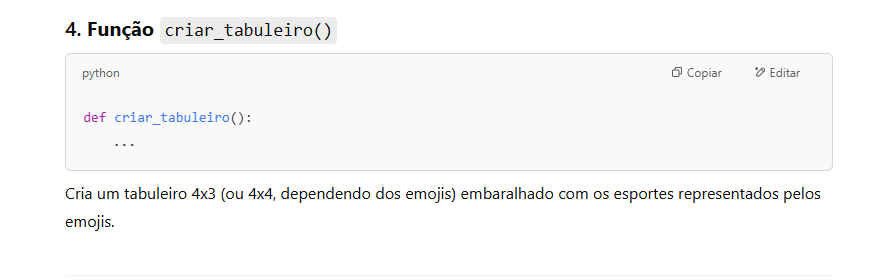 4. Função criar_tabuleiro()
python Copiar Editar
def criar_tabuleiro():
...
Cria um tabuleiro 4x3 (ou 4x4, dependendo dos emojis) embaralhado com os esportes representados pelos
emojis.